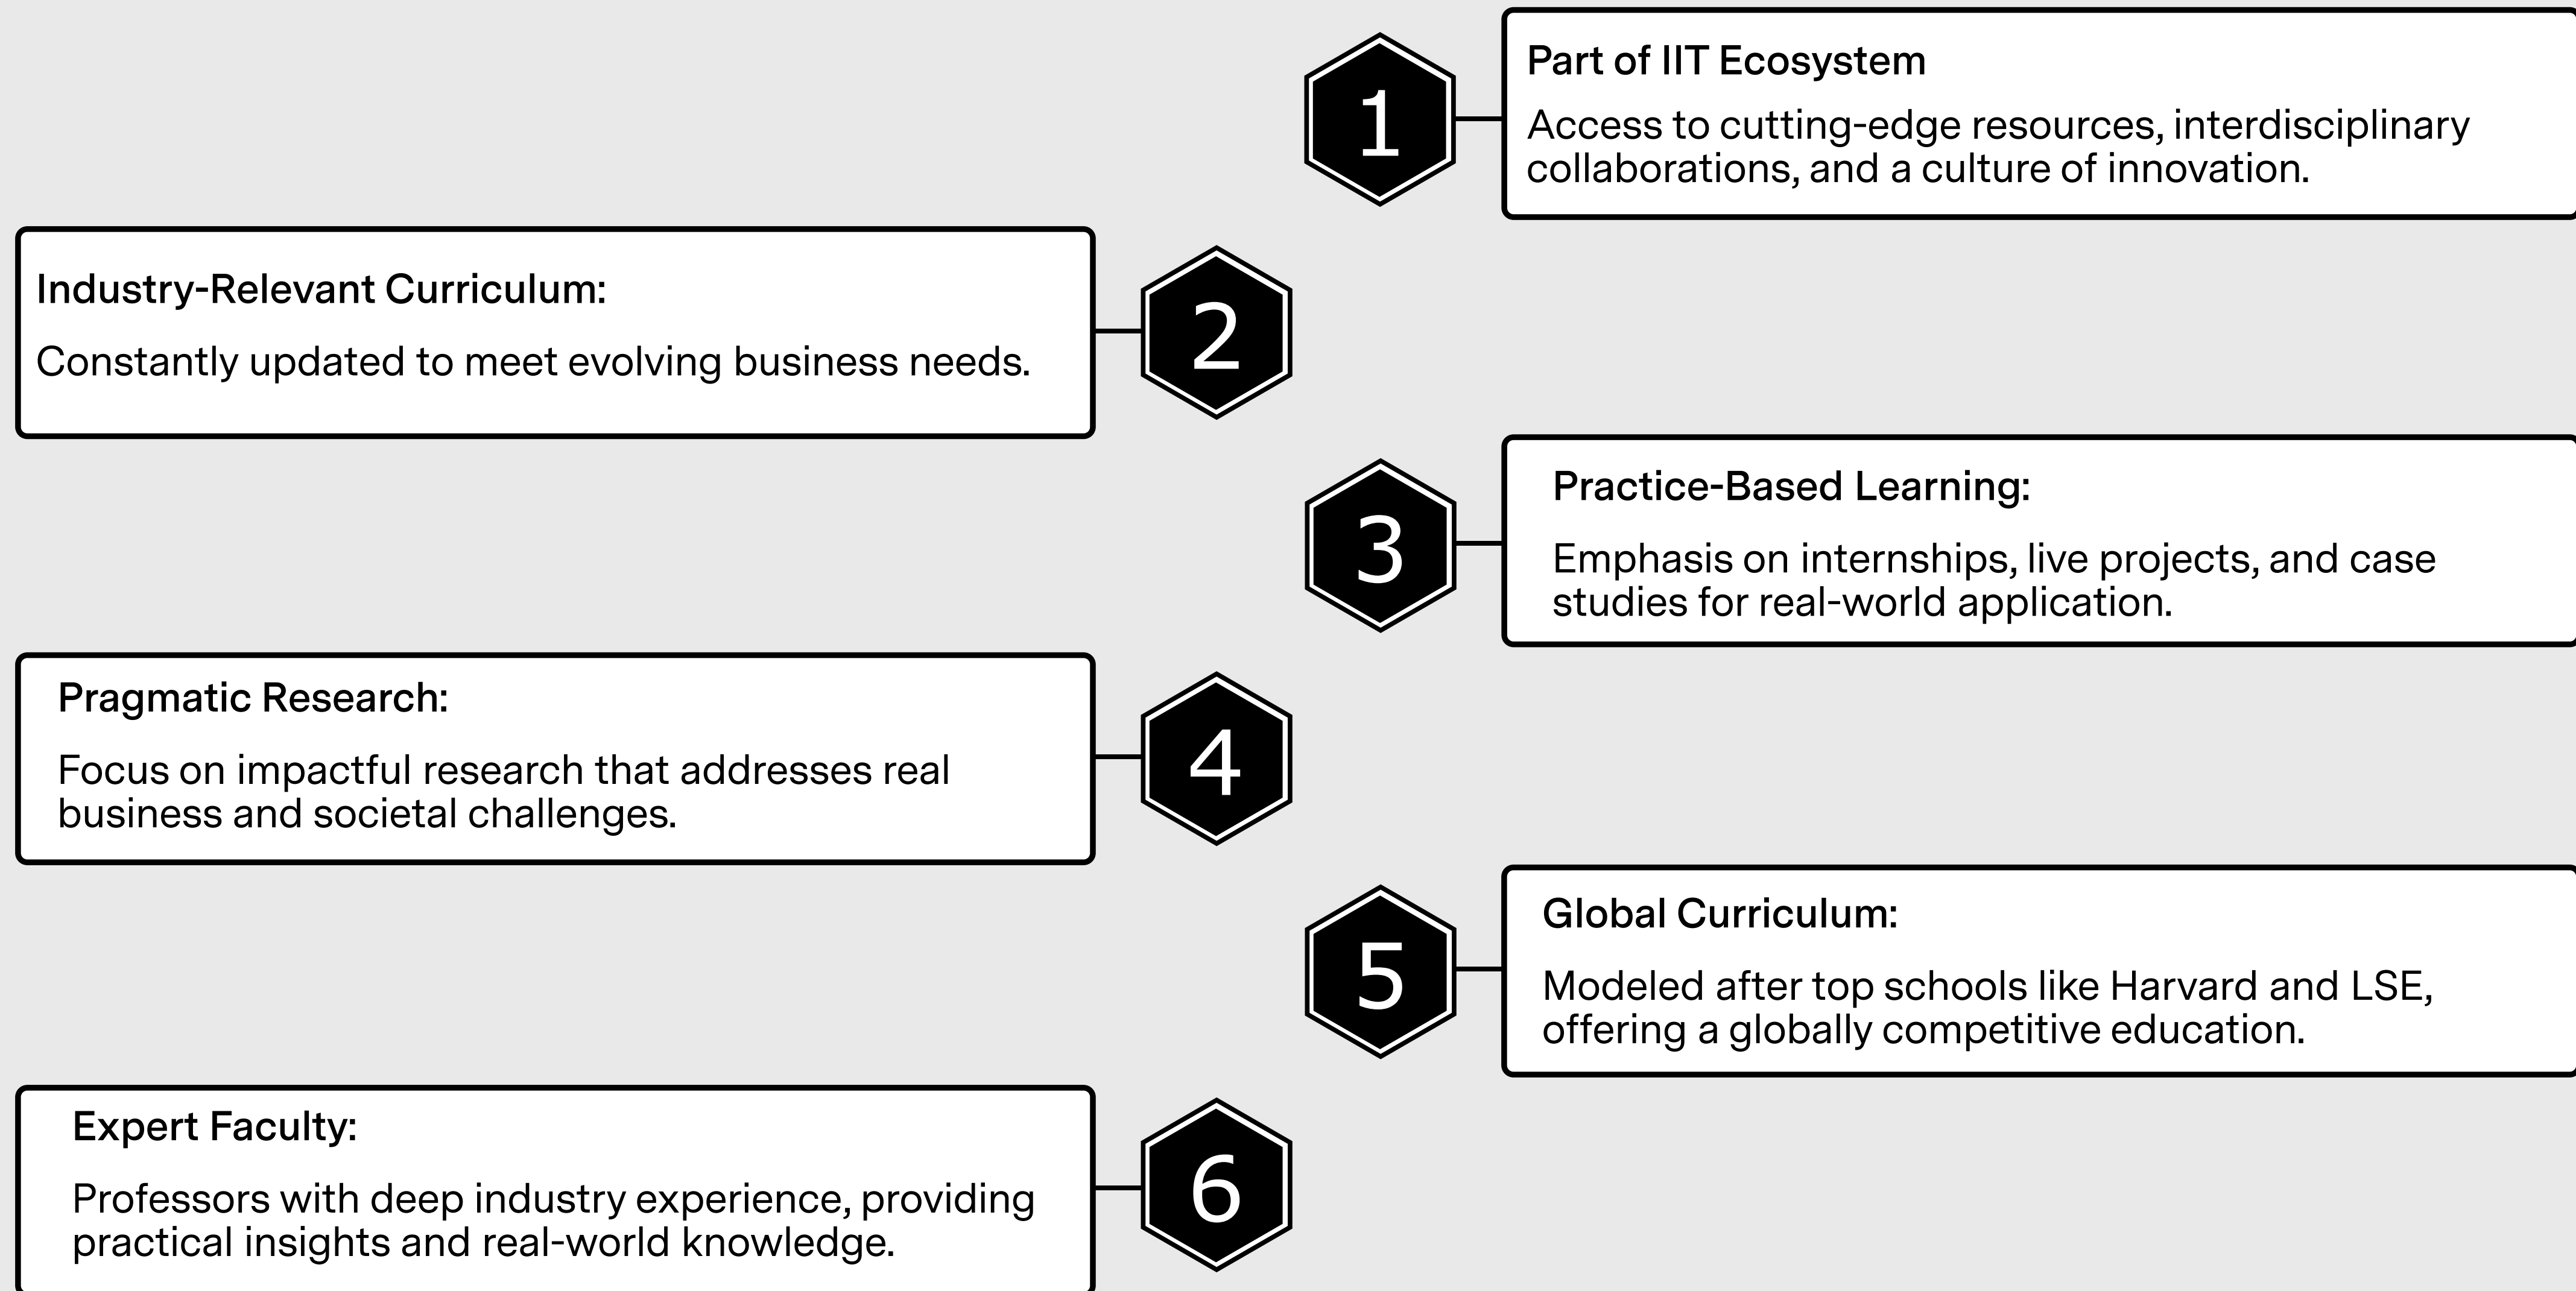 1
Part of IIT Ecosystem
Access to cutting-edge resources, interdisciplinary
collaborations, and a culture of innovation.
Industry-Relevant Curriculum:
Constantly updated to meet evolving business needs.
2
3
Practice-Based Learning:
Emphasis on internships, live projects, and case
studies for real-world application.
Pragmatic Research:
Focus on impactful research that addresses real
business and societal challenges.
4
5
Global Curriculum:
Modeled after top schools like Harvard and LSE,
offering a globally competitive education.
Expert Faculty:
Professors with deep industry experience, providing
practical insights and real-world knowledge.
6